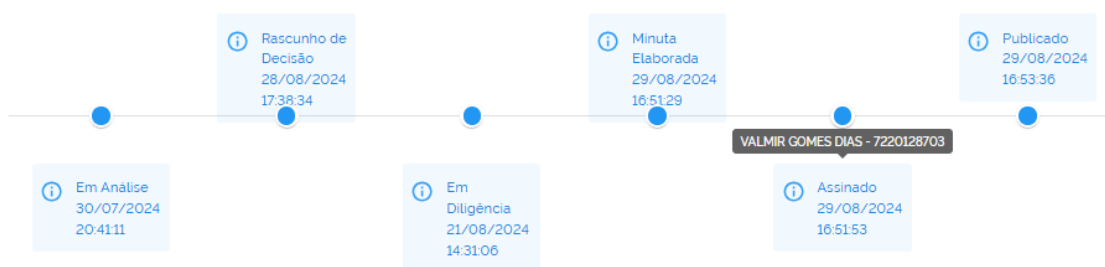 Em Análise
30/07/2024
20:41:11
Rascunho de
Decisão
28/08/2024
17:38:34
Em
Diligência
21/08/2024
14:31:06
Minuta
Elaborada
29/08/2024
16:51:29
VALMIR GOMES DIAS - 7220128703
Assinado
29/08/2024
16:51:53
Publicado
29/08/2024
16:53:36